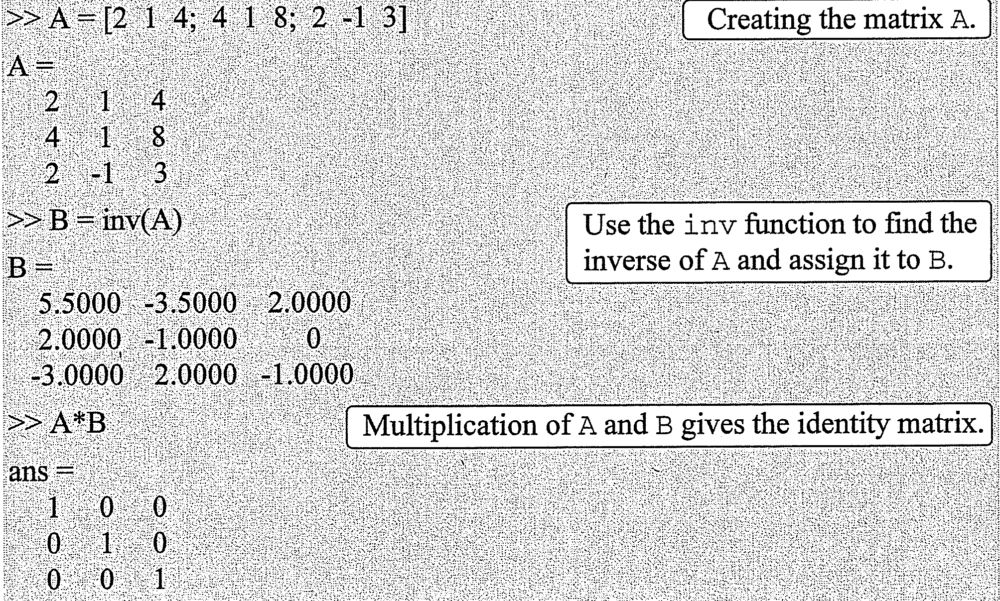 >> A = [2 1 4; 4 1 8; 2 -1 3]
Creating the matrix A.
A =
2 1 4
4 1 8
2 -1 3
>> B = inv(A)
Use the inv function to find the
inverse of A and assign it to B.
B =
5.5000 -3.5000 2.0000
2.0000 -1.0000 0
-3.0000 2.0000 -1.0000
>> A*B
Multiplication of A and B gives the identity matrix.
ans =
1 0 0
0 1 0
0 0 1